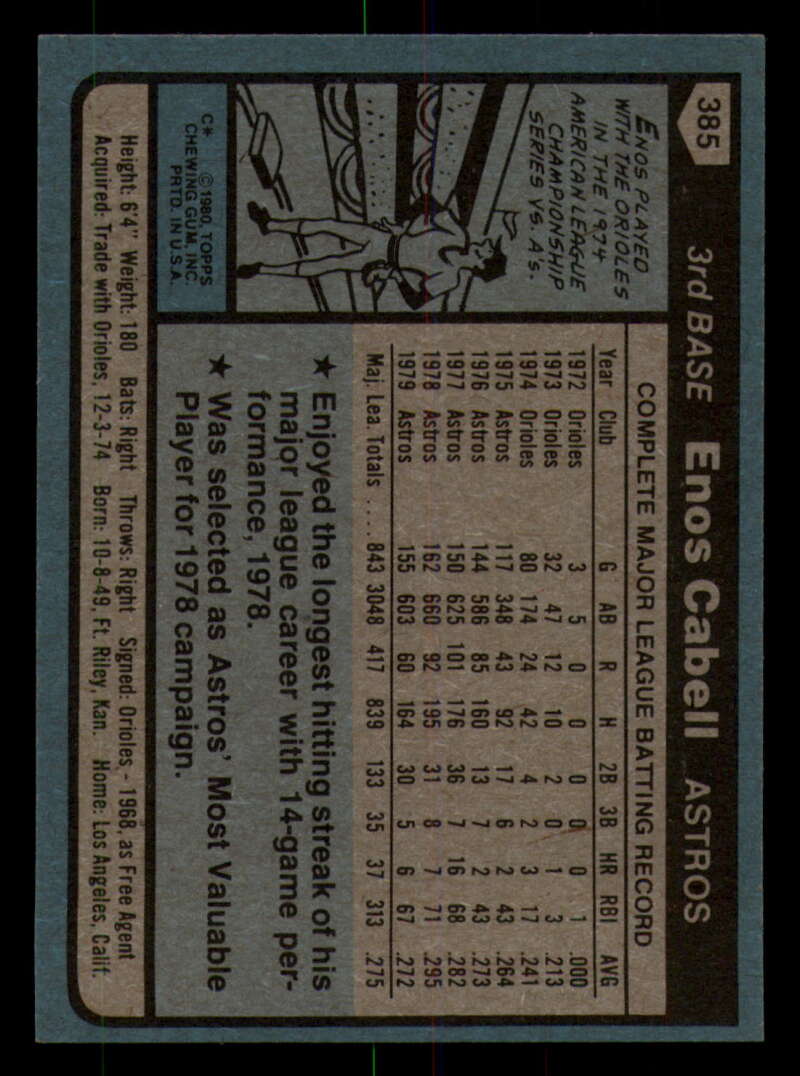 385
3rd BASE Enos Cabell ASTROS
ENOS PLAYED
WITH THE ORIOLES
IN THE 1974
AMERICAN LEAGUE
CHAMPIONSHIP
SERIES VS. A's.
C* ©1980, TOPPS
CHEWING GUM, INC.
PRTD. IN U.S.A.
COMPLETE MAJOR LEAGUE BATTING RECORD
Year Club G AB R H 2B 3B HR RBI AVG
1972 Orioles 3 5 0 0 0 0 0 1 .000
1973 Orioles 32 47 12 10 2 0 1 3 .213
1974 Orioles 80 174 24 42 4 2 3 17 .241
1975 Astros 117 348 43 92 17 6 2 43 .264
1976 Astros 144 586 85 160 13 7 2 43 .273
1977 Astros 150 625 101 176 36 7 16 68 .282
1978 Astros 162 660 92 195 31 8 7 71 .295
1979 Astros 155 603 60 164 30 5 6 67 .272
Maj. Lea Totals .... 843 3048 417 839 133 35 37 313 .275
★ Enjoyed the longest hitting streak of his
major league career with 14-game per-
formance, 1978.
★ Was selected as Astros' Most Valuable
Player for 1978 campaign.
Height: 6'4" Weight: 180 Bats: Right Throws: Right Signed: Orioles - 1968, as Free Agent
Acquired: Trade with Orioles, 12-3-74 Born: 10-8-49, Ft. Riley, Kan. Home: Los Angeles, Calif.